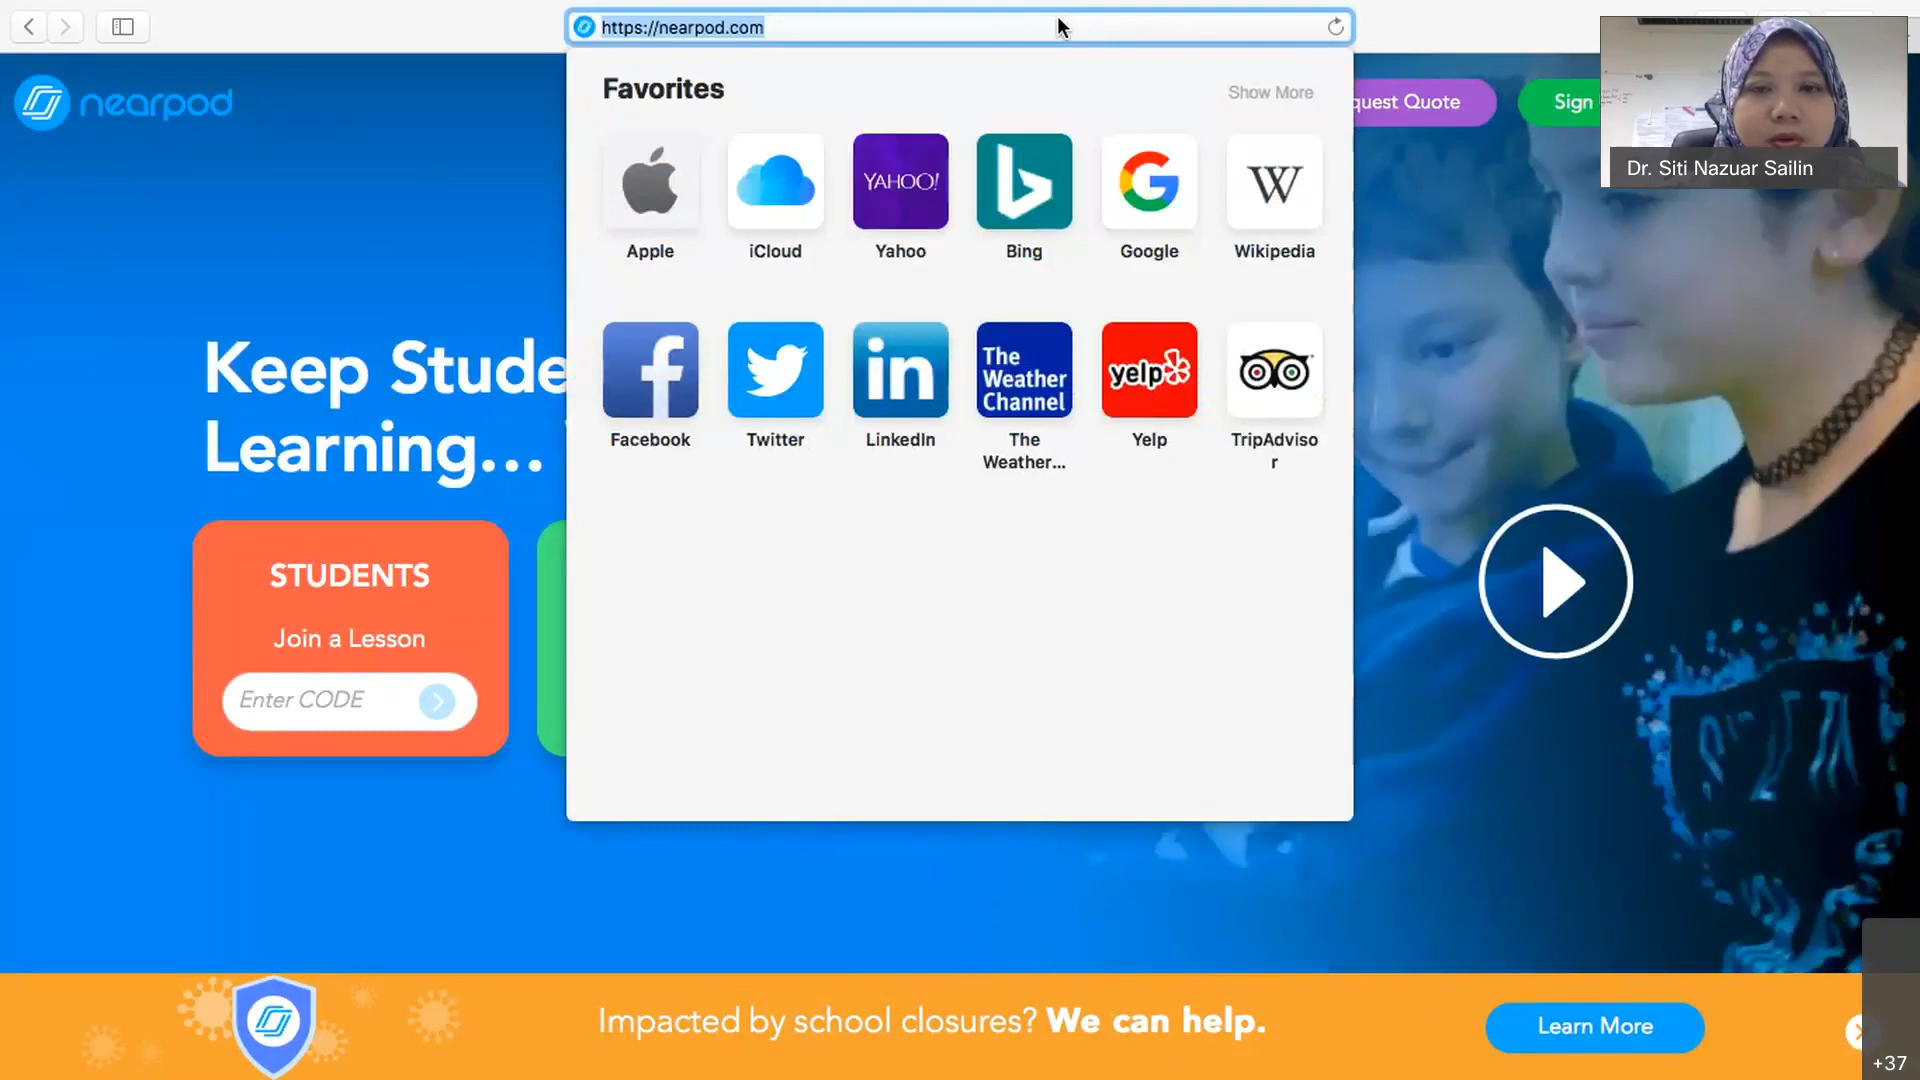 https://nearpod.com
nearpod
Favorites
Show More
quest Quote
Sign
Dr. Siti Nazuar Sailin
YAHOO!
W
Apple
iCloud
Yahoo
Bing
Google
Wikipedia
in
The
Weather
Channel
yelp
Facebook
Twitter
LinkedIn
The
Weather...
Yelp
TripAdviso
r
Keep Stude
Learning...
STUDENTS
Join a Lesson
Enter CODE
Impacted by school closures? We can help.
Learn More
+37